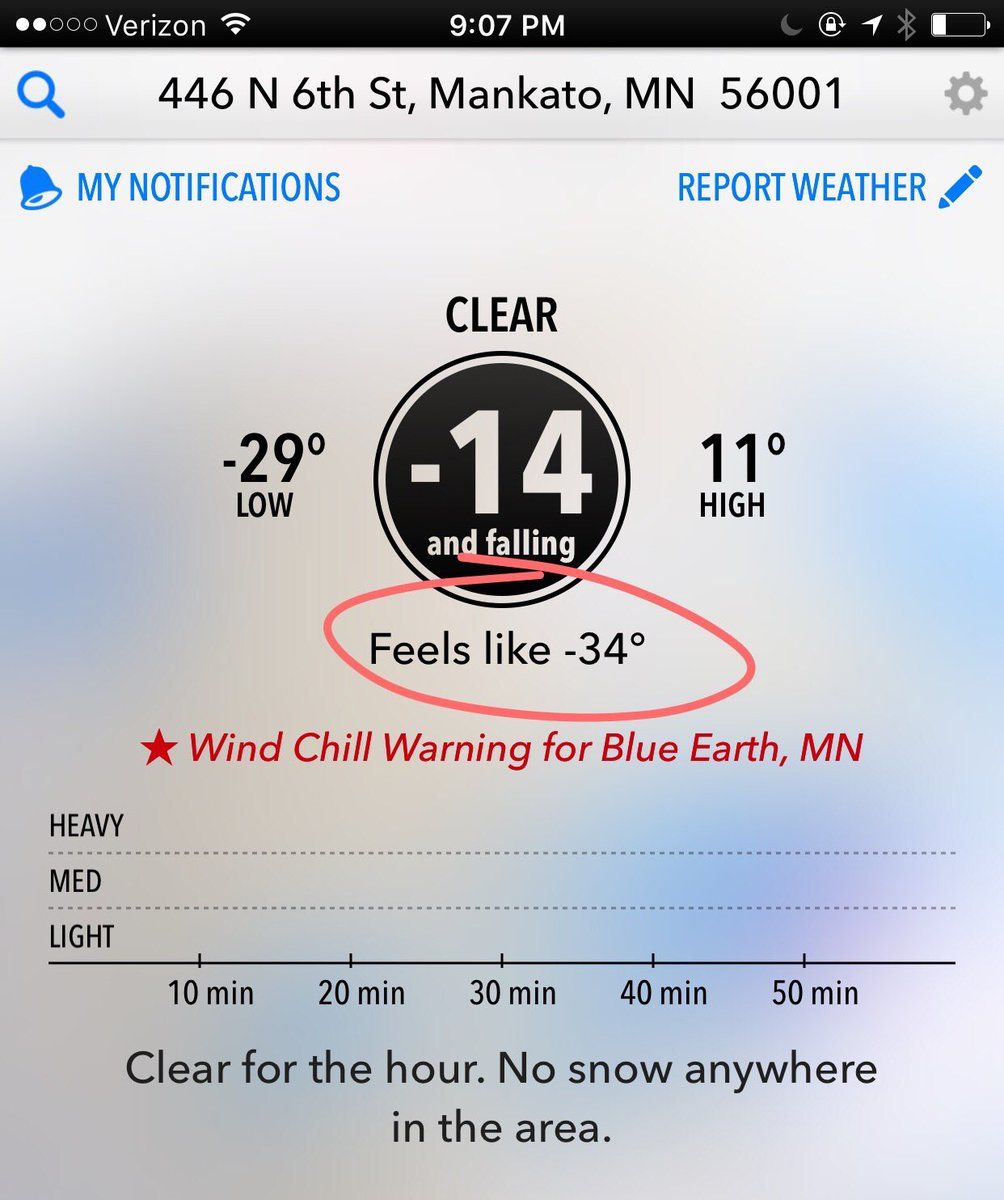 Verizon 9:07 PM
446 N 6th St, Mankato, MN 56001
MY NOTIFICATIONS REPORT WEATHER
CLEAR
-29° -14 11°
LOW HIGH
and falling
Feels like -34°
★ Wind Chill Warning for Blue Earth, MN
HEAVY
MED
LIGHT
10 min 20 min 30 min 40 min 50 min
Clear for the hour. No snow anywhere
in the area.